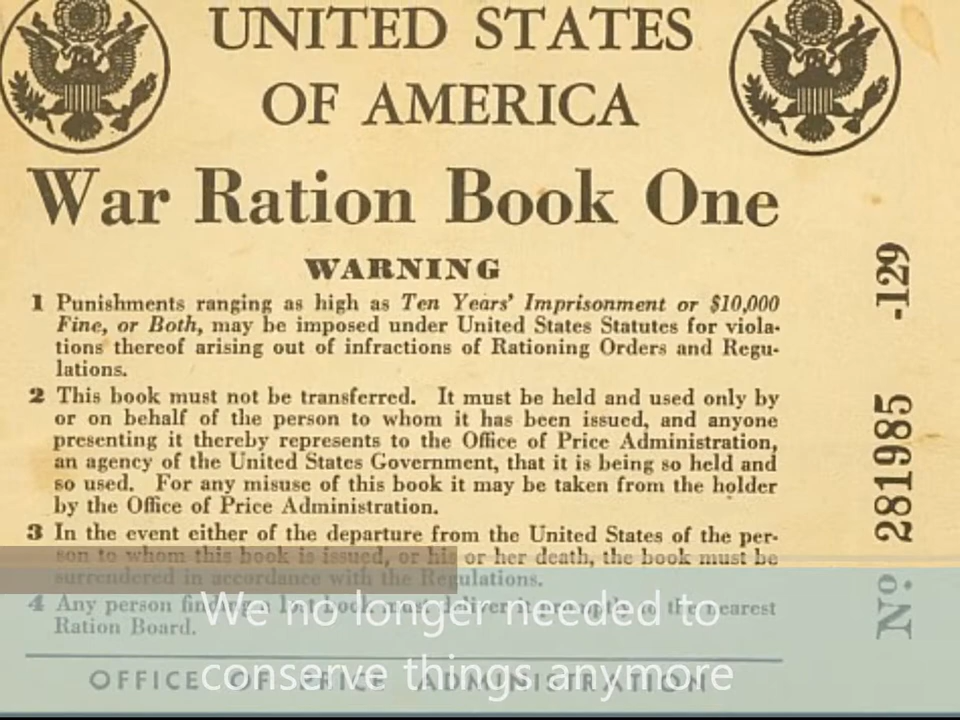 UNITED STATES
OF AMERICA
War Ration Book One
WARNING
1 Punishments ranging as high as Ten Years' Imprisonment or $10,000
Fine, or Both, may be imposed under United States Statutes for viola-
tions thereof arising out of infractions of Rationing Orders and Regu-
lations.
2 This book must not be transferred. It must be held and used only by
or on behalf of the person to whom it has been issued, and anyone
presenting it thereby represents to the Office of Price Administration,
an agency of the United States Government, that it is being so held and
so used. For any misuse of this book it may be taken from the holder
by the Office of Price Administration.
3 In the event either of the departure from the United States of the per-
son to whom this book is issued, or his or her death, the book must be
surrendered in accordance with the Regulations.
4 Any person finding a lost book must deliver it promptly to the nearest
Ration Board.
OFFICE OF PRICE ADMINISTRATION
No. 281985 -129
We no longer needed to
conserve things anymore